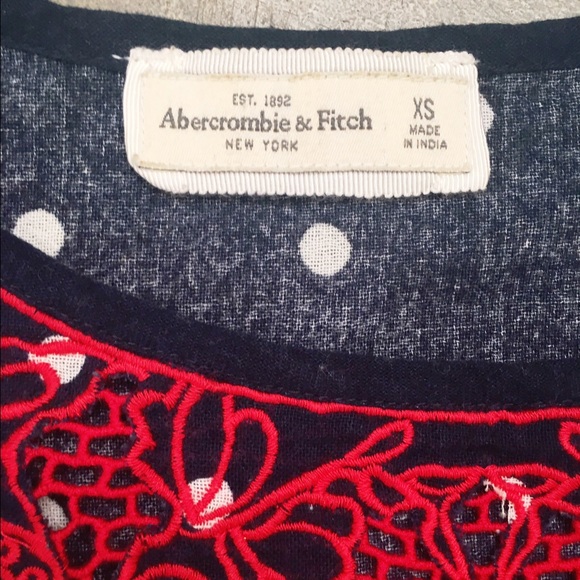 EST. 1892
Abercrombie & Fitch
NEW YORK
XS
MADE
IN INDIA